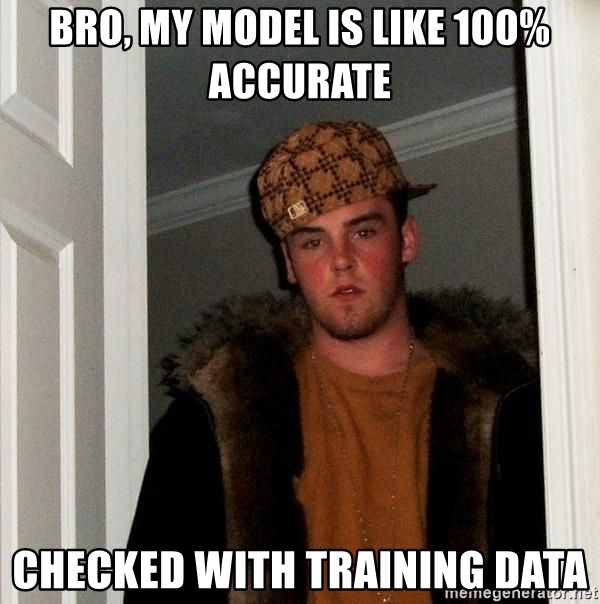 BRO, MY MODEL IS LIKE 100%
ACCURATE
CHECKED WITH TRAINING DATA
memegenerator.net